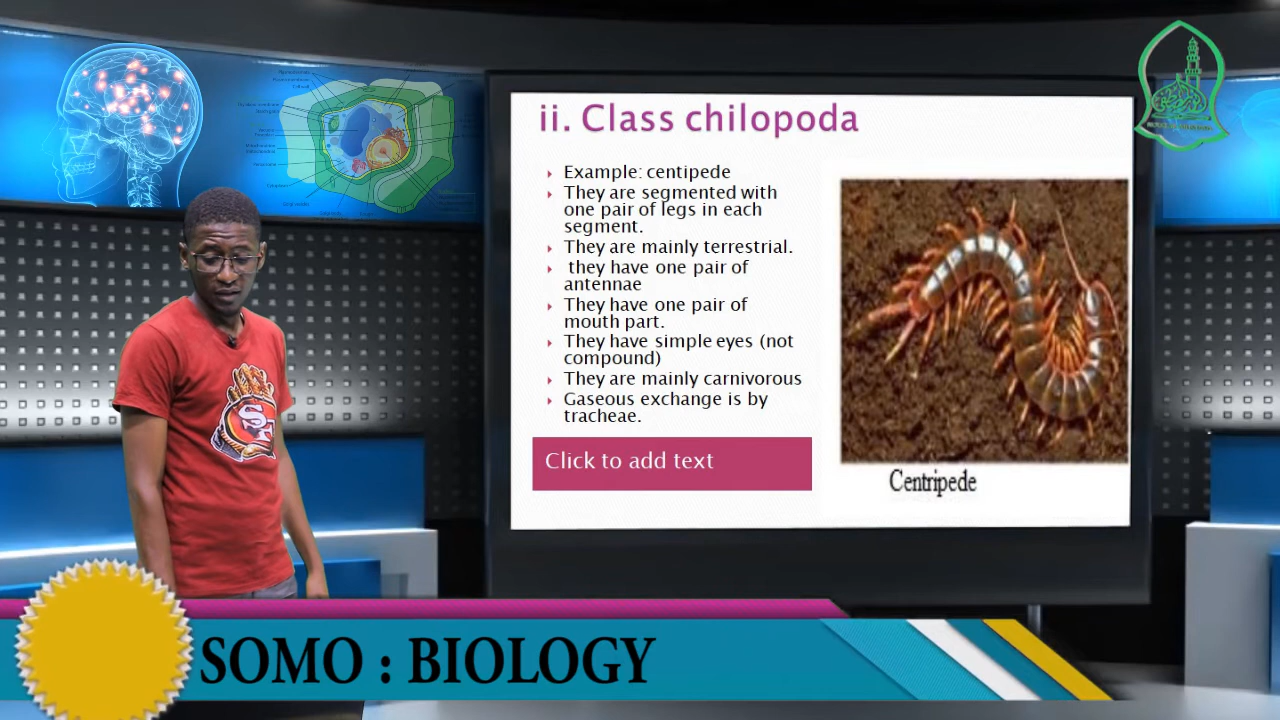 ii. Class chilopoda
Example: centipede
They are segmented with
one pair of legs in each
segment.
They are mainly terrestrial.
they have one pair of
antennae
They have one pair of
mouth part.
They have simple eyes (not
compound)
They are mainly carnivorous
Gaseous exchange is by
tracheae.
Click to add text
Centripede
SOMO : BIOLOGY